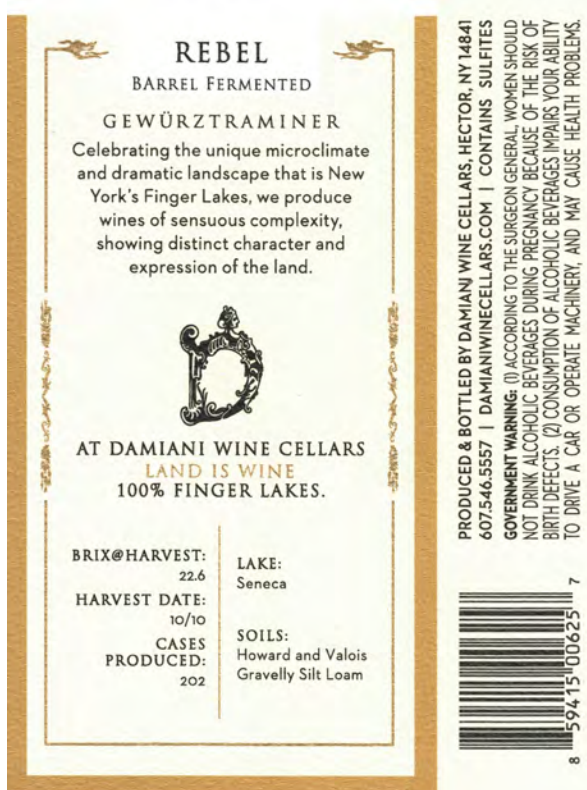 REBEL
BARREL FERMENTED
GEWÜRZTRAMINER
Celebrating the unique microclimate
and dramatic landscape that is New
York's Finger Lakes, we produce
wines of sensuous complexity,
showing distinct character and
expression of the land.
D
AT DAMIANI WINE CELLARS
LAND IS WINE
100% FINGER LAKES.
BRIX@HARVEST:
22.6
HARVEST DATE:
10/10
CASES
PRODUCED:
202
LAKE:
Seneca
SOILS:
Howard and Valois
Gravelly Silt Loam
PRODUCED & BOTTLED BY DAMIANI WINE CELLARS, HECTOR, NY 14841
607.546.5557 | DAMIANIWINECELLARS.COM | CONTAINS SULFITES
GOVERNMENT WARNING: (1) ACCORDING TO THE SURGEON GENERAL, WOMEN SHOULD
NOT DRINK ALCOHOLIC BEVERAGES DURING PREGNANCY BECAUSE OF THE RISK OF
BIRTH DEFECTS. (2) CONSUMPTION OF ALCOHOLIC BEVERAGES IMPAIRS YOUR ABILITY
TO DRIVE A CAR OR OPERATE MACHINERY, AND MAY CAUSE HEALTH PROBLEMS.
8 59415 00625 7